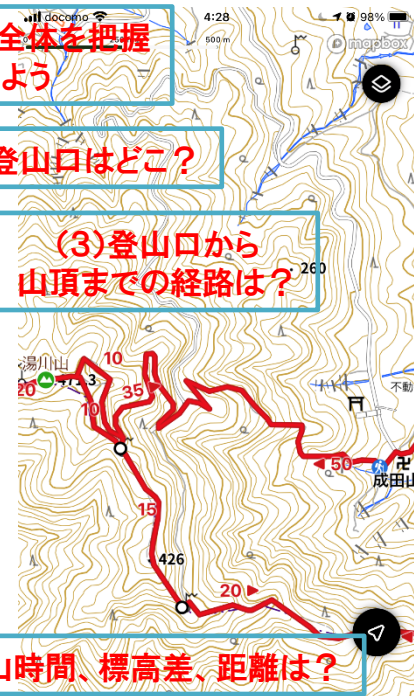 docomo 4:28 98%
全体を把握
よう
500 m
mapbox
登山口はどこ？
(3)登山口から
山頂までの経路は？
260
湯川山
471.3
20
10
10
35
不動
50
成田山
15
426
20
山時間、標高差、距離は？